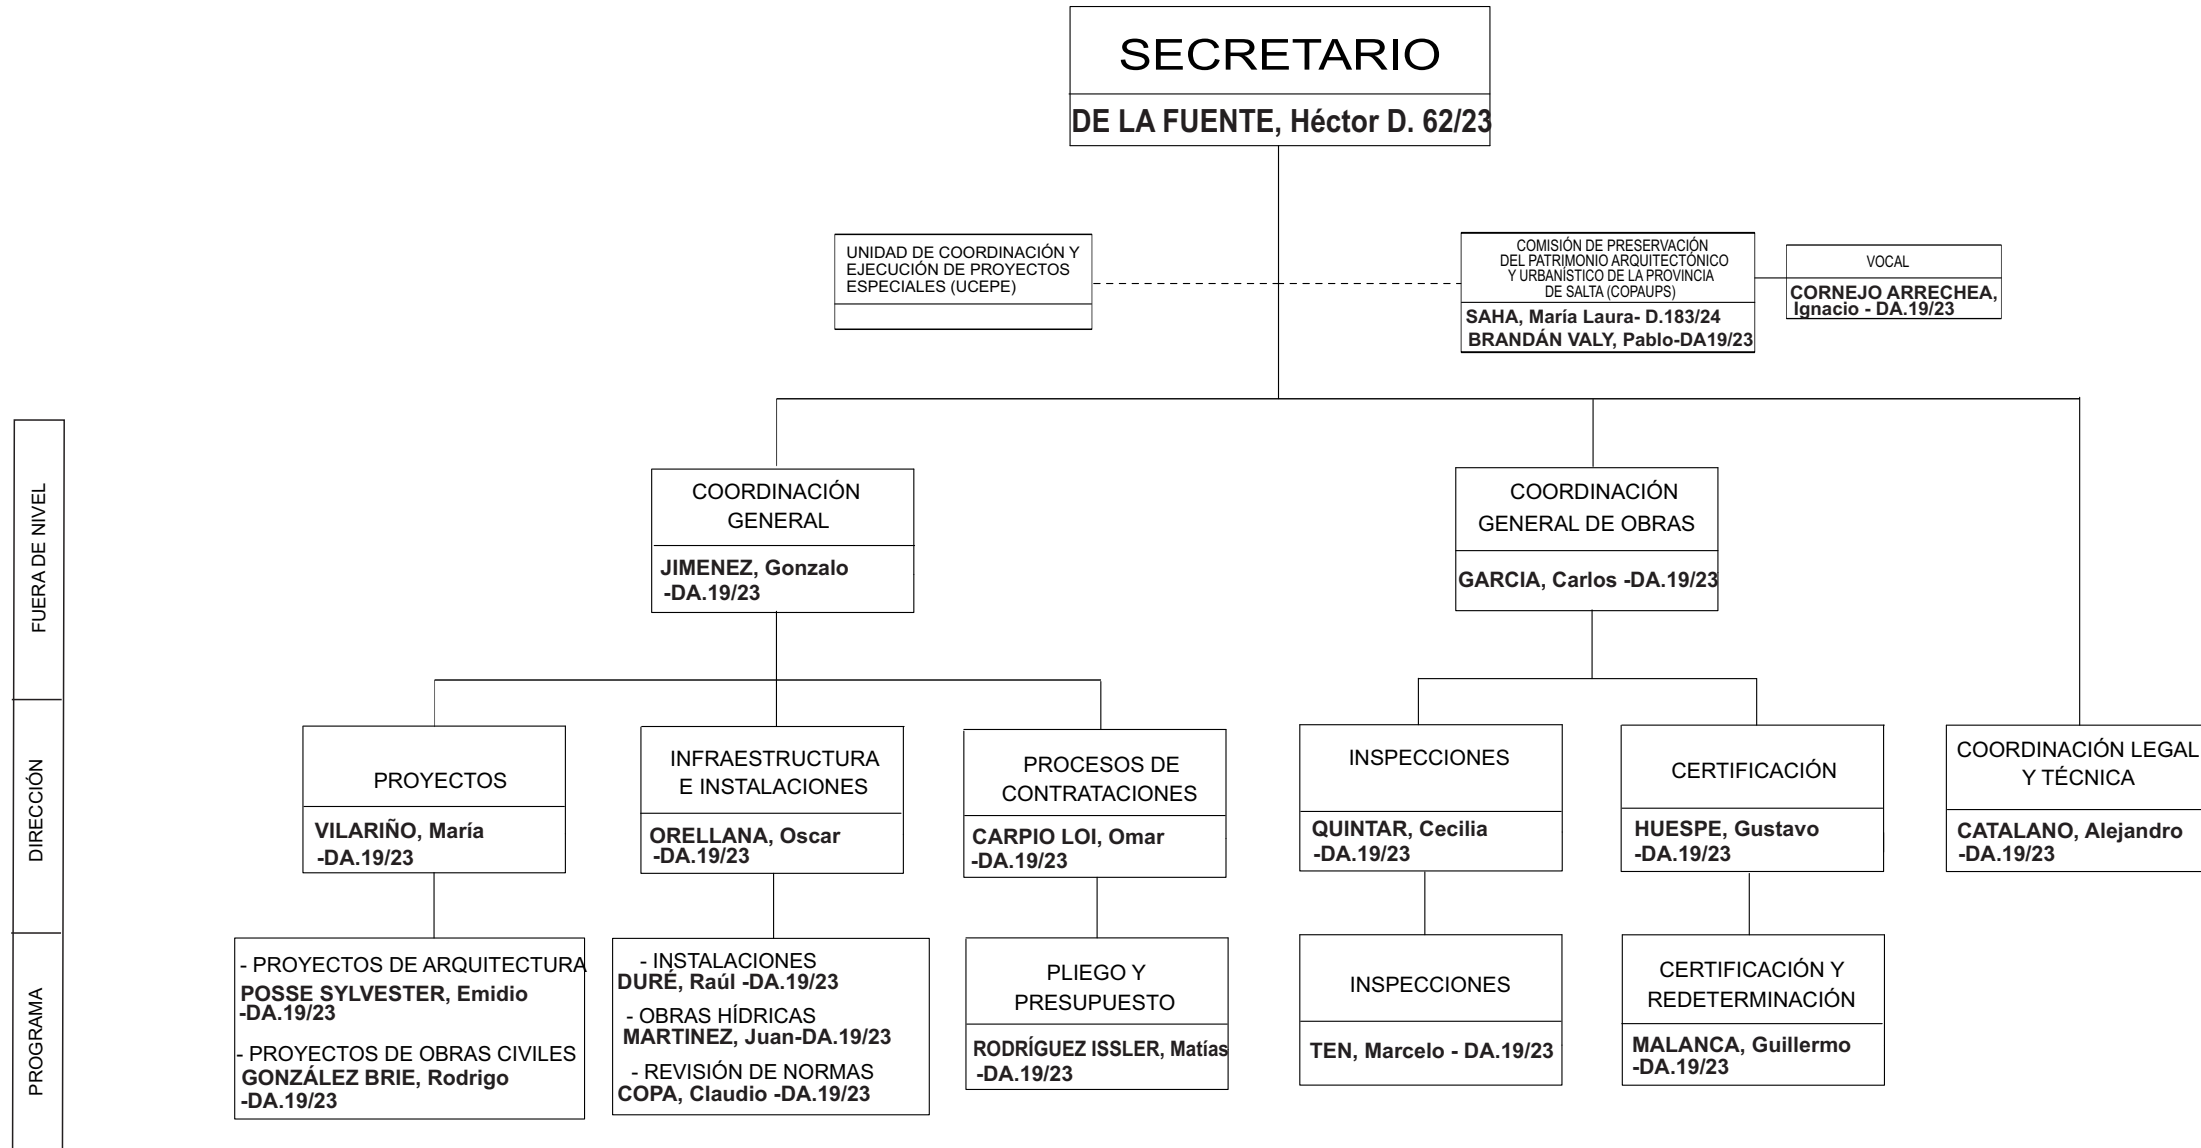 SECRETARIO
DE LA FUENTE, Héctor D. 62/23
UNIDAD DE COORDINACIÓN Y
EJECUCIÓN DE PROYECTOS
ESPECIALES (UCEPE)
COMISIÓN DE PRESERVACIÓN
DEL PATRIMONIO ARQUITECTÓNICO
Y URBANÍSTICO DE LA PROVINCIA
DE SALTA (COPAUPS)
SAHA, María Laura- D.183/24
BRANDÁN VALY, Pablo-DA19/23
VOCAL
CORNEJO ARRECHEA,
Ignacio - DA.19/23
FUERA DE NIVEL
COORDINACIÓN
GENERAL
JIMENEZ, Gonzalo
-DA.19/23
COORDINACIÓN
GENERAL DE OBRAS
GARCIA, Carlos -DA.19/23
DIRECCIÓN
PROYECTOS
VILARIÑO, María
-DA.19/23
INFRAESTRUCTURA
E INSTALACIONES
ORELLANA, Oscar
-DA.19/23
PROCESOS DE
CONTRATACIONES
CARPIO LOI, Omar
-DA.19/23
INSPECCIONES
QUINTAR, Cecilia
-DA.19/23
CERTIFICACIÓN
HUESPE, Gustavo
-DA.19/23
COORDINACIÓN LEGAL
Y TÉCNICA
CATALANO, Alejandro
-DA.19/23
PROGRAMA
- PROYECTOS DE ARQUITECTURA
POSSE SYLVESTER, Emidio
-DA.19/23
- PROYECTOS DE OBRAS CIVILES
GONZÁLEZ BRIE, Rodrigo
-DA.19/23
- INSTALACIONES
DURÉ, Raúl -DA.19/23
- OBRAS HÍDRICAS
MARTINEZ, Juan-DA.19/23
- REVISIÓN DE NORMAS
COPA, Claudio -DA.19/23
PLIEGO Y
PRESUPUESTO
RODRÍGUEZ ISSLER, Matías
-DA.19/23
INSPECCIONES
TEN, Marcelo - DA.19/23
CERTIFICACIÓN Y
REDETERMINACIÓN
MALANCA, Guillermo
-DA.19/23